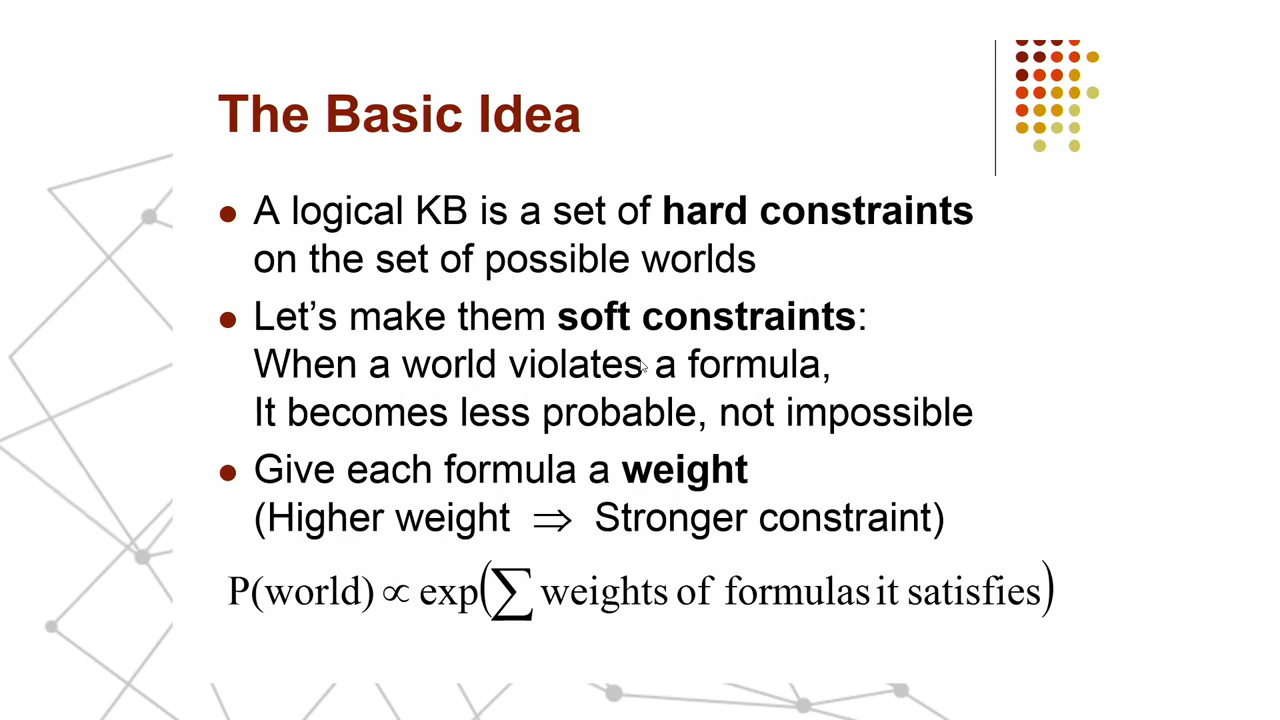 The Basic Idea
A logical KB is a set of hard constraints
on the set of possible worlds
Let’s make them soft constraints:
When a world violates a formula,
It becomes less probable, not impossible
Give each formula a weight
(Higher weight ⇒ Stronger constraint)
P(world) ∝ exp(∑ weights of formulas it satisfies)